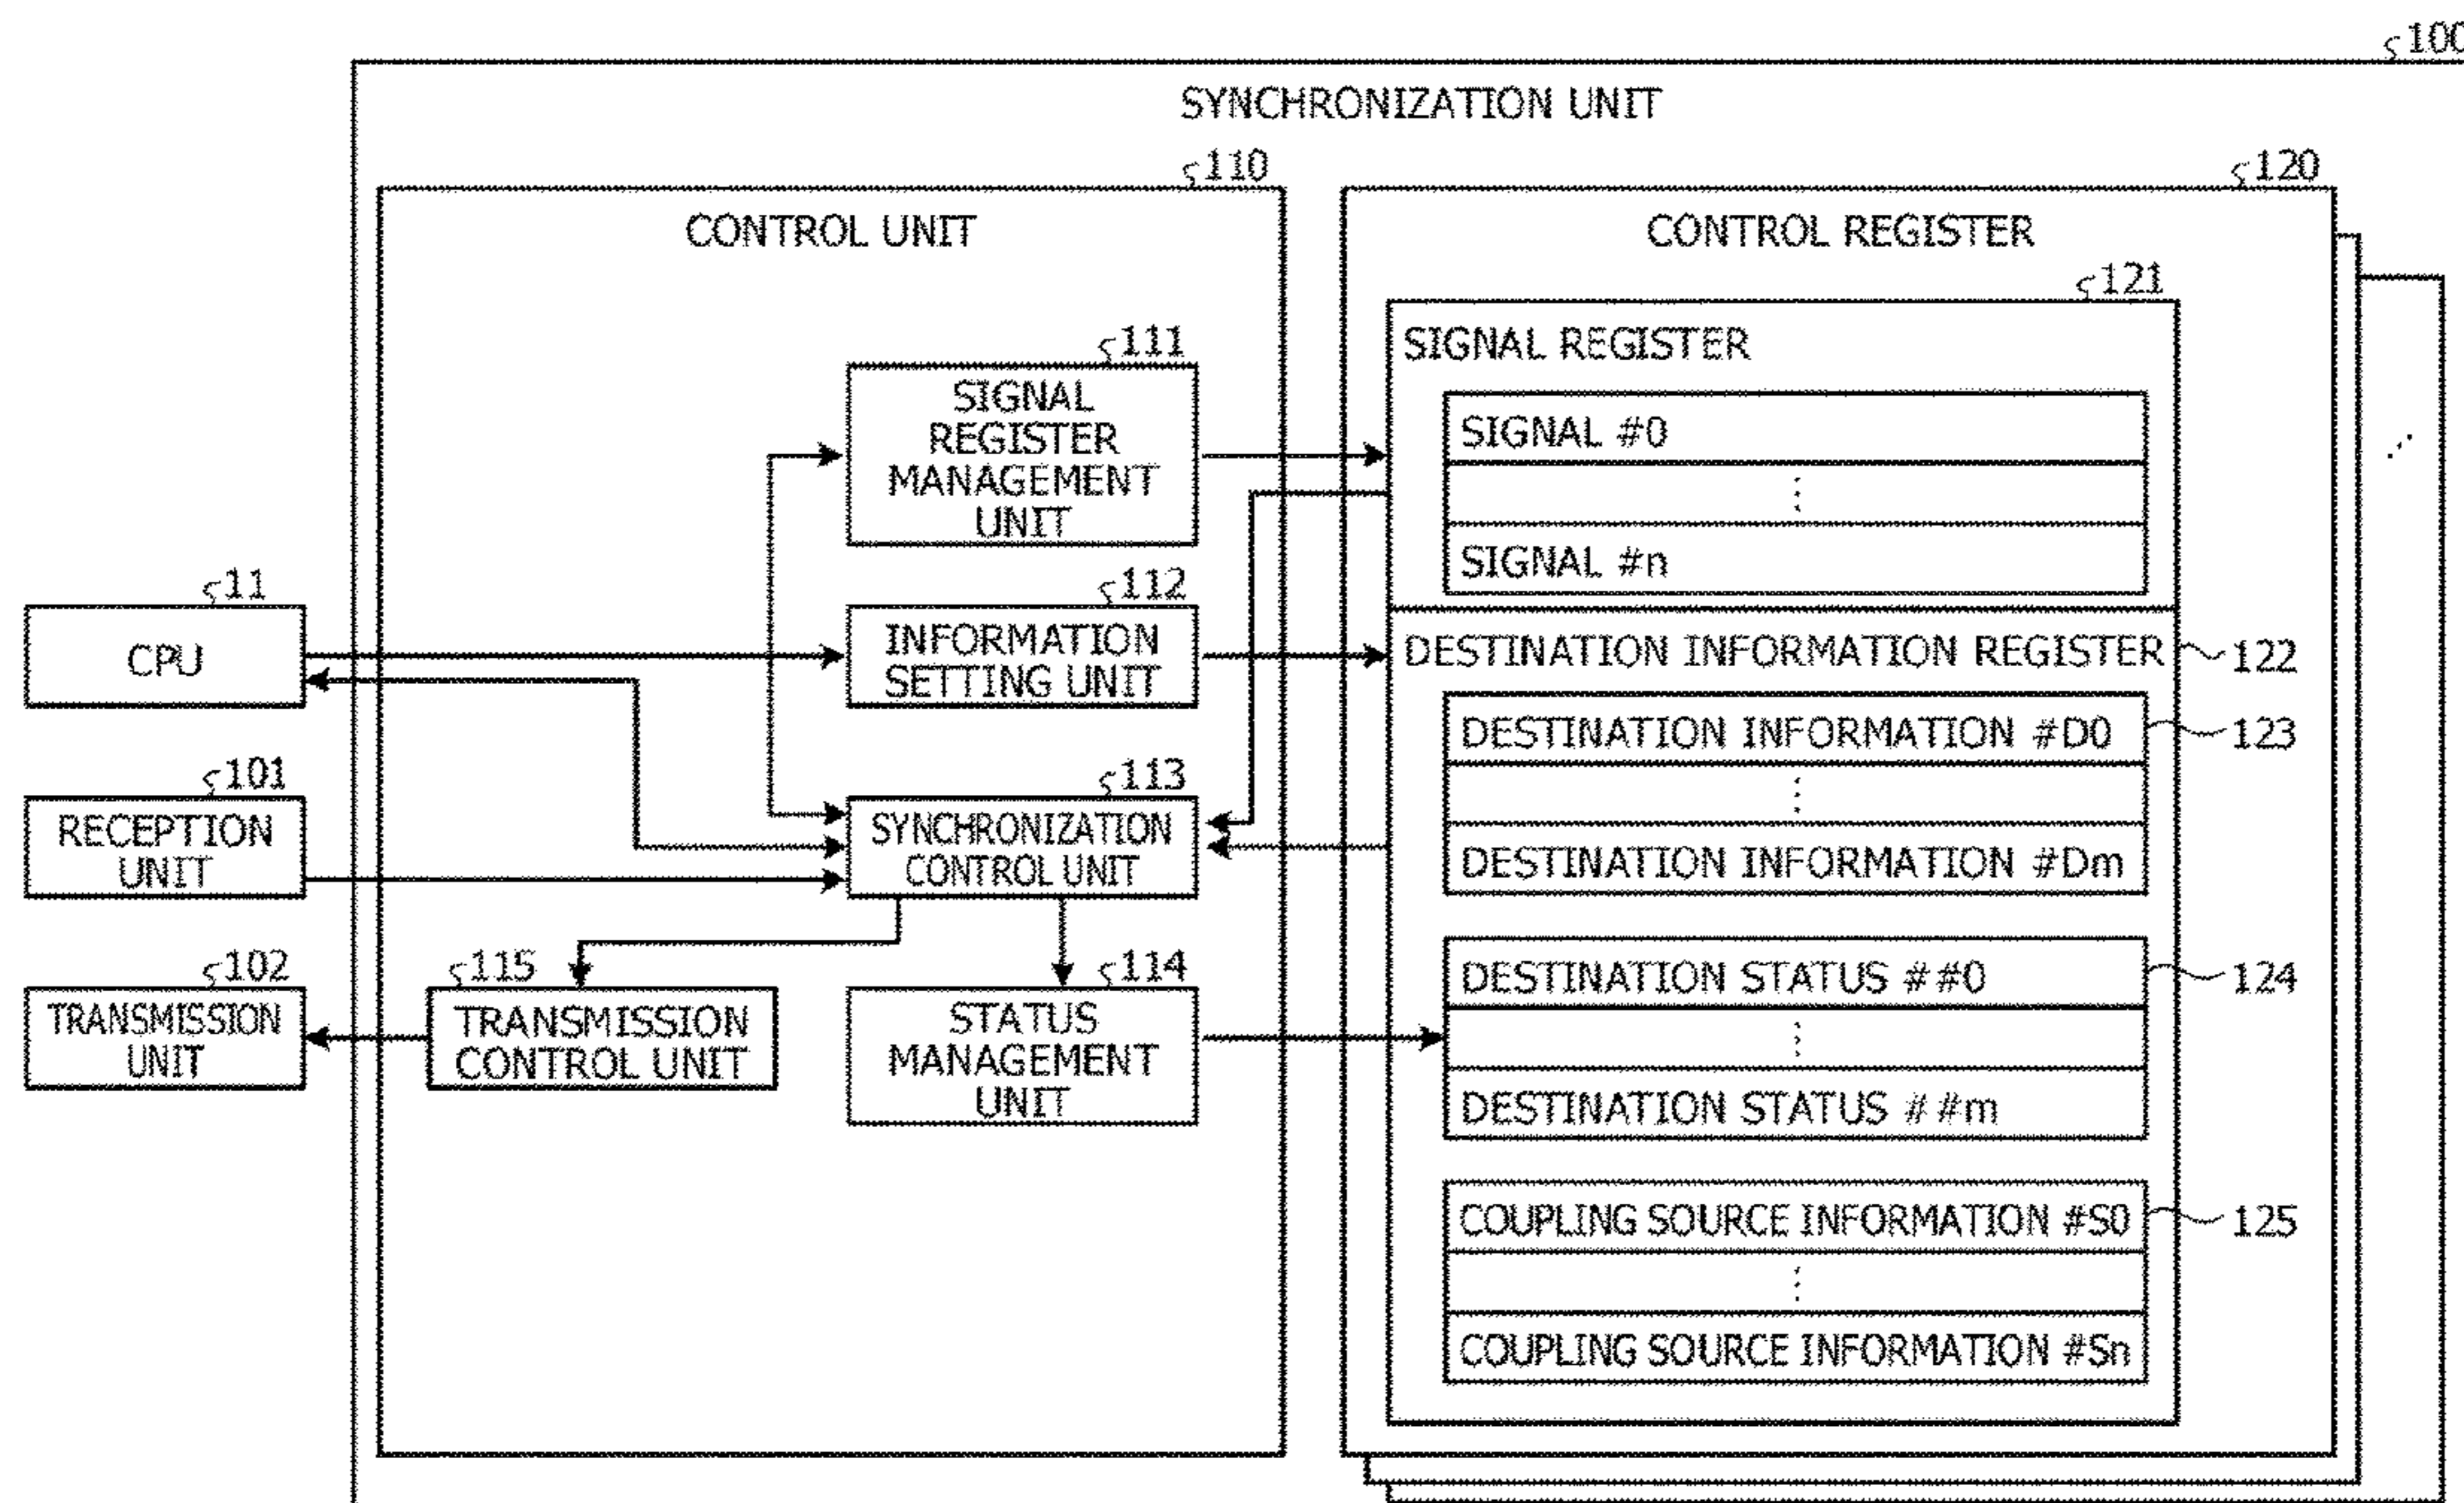 100
SYNCHRONIZATION UNIT
110
CONTROL UNIT
111
SIGNAL
REGISTER
MANAGEMENT
UNIT
11
CPU
112
INFORMATION
SETTING UNIT
101
RECEPTION
UNIT
113
SYNCHRONIZATION
CONTROL UNIT
102
TRANSMISSION
UNIT
115
TRANSMISSION
CONTROL UNIT
114
STATUS
MANAGEMENT
UNIT
120
CONTROL REGISTER
121
SIGNAL REGISTER
SIGNAL #0
SIGNAL #n
DESTINATION INFORMATION REGISTER 122
DESTINATION INFORMATION #D0 123
DESTINATION INFORMATION #Dm
DESTINATION STATUS ##0 124
DESTINATION STATUS ##m
COUPLING SOURCE INFORMATION #S0 125
COUPLING SOURCE INFORMATION #Sn